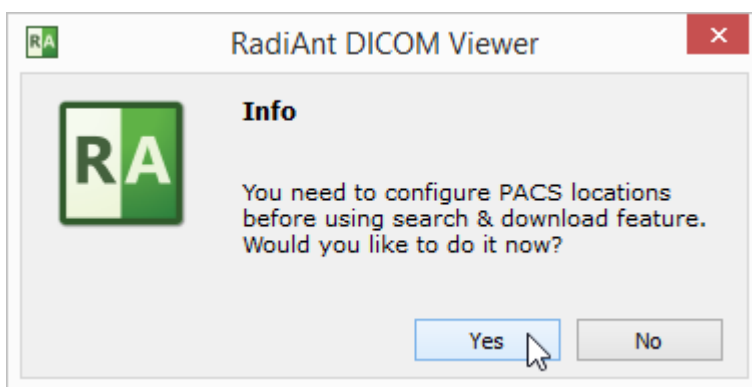 RA
RadiAnt DICOM Viewer
×
RA
Info
You need to configure PACS locations
before using search & download feature.
Would you like to do it now?
Yes
No